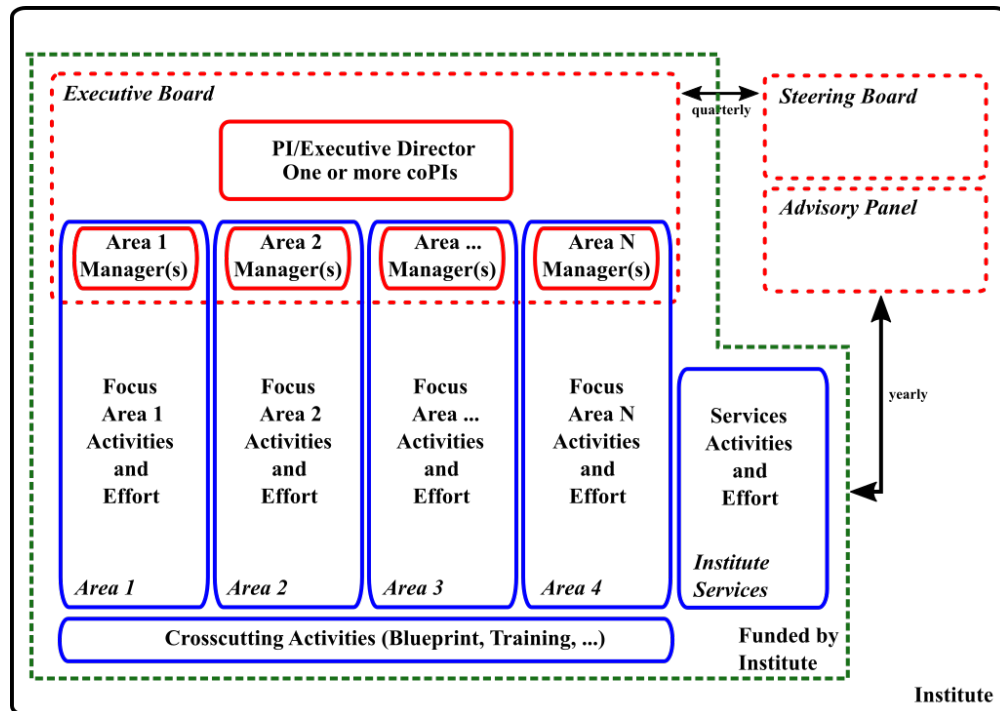 Executive Board
PI/Executive Director
One or more coPIs
quarterly
Steering Board
Advisory Panel
Area 1
Manager(s)
Area 2
Manager(s)
Area ...
Manager(s)
Area N
Manager(s)
Focus
Area 1
Activities
and
Effort
Area 1
Focus
Area 2
Activities
and
Effort
Area 2
Focus
Area ...
Activities
and
Effort
Area 3
Focus
Area N
Activities
and
Effort
Area 4
Services
Activities
and
Effort
Institute
Services
yearly
Crosscutting Activities (Blueprint, Training, ...)
Funded by
Institute
Institute